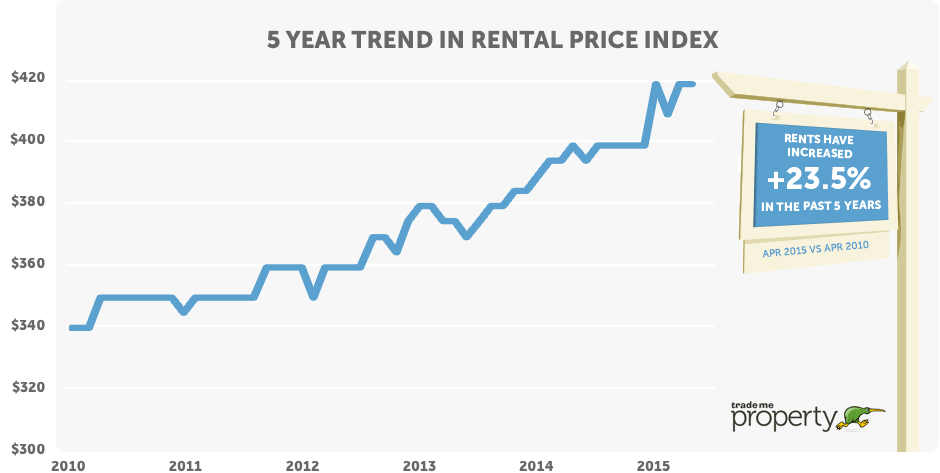 5 YEAR TREND IN RENTAL PRICE INDEX
$420
$400
$380
$360
$340
$320
$300
2010 2011 2012 2013 2014 2015
RENTS HAVE
INCREASED
+23.5%
IN THE PAST 5 YEARS
APR 2015 VS APR 2010
trade me
property